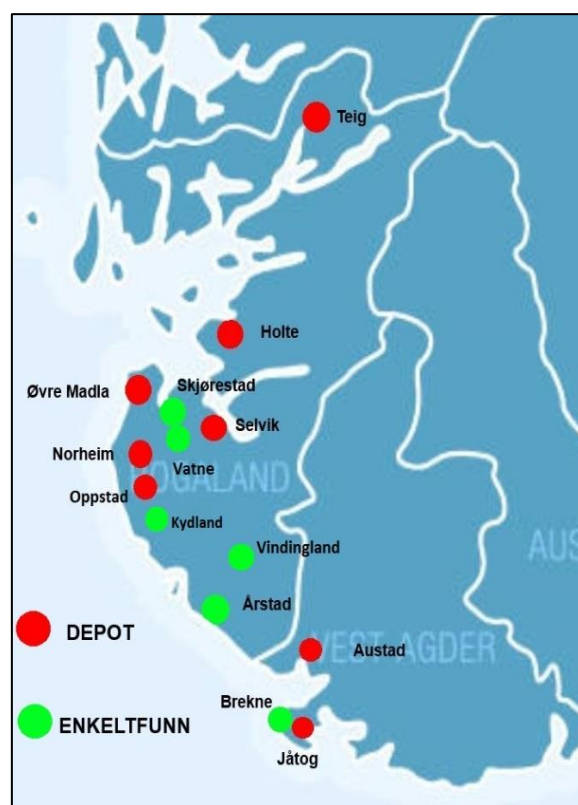 Teig
Holte
Skjørestad
Øvre Madla
Selvik
Norheim
Vatne
ROGALAND
Oppstad
Kydland
Vindingland
AUS
Årstad
DEPOT
VEST AGDER
Austad
Brekne
ENKELTFUNN
Jåtog